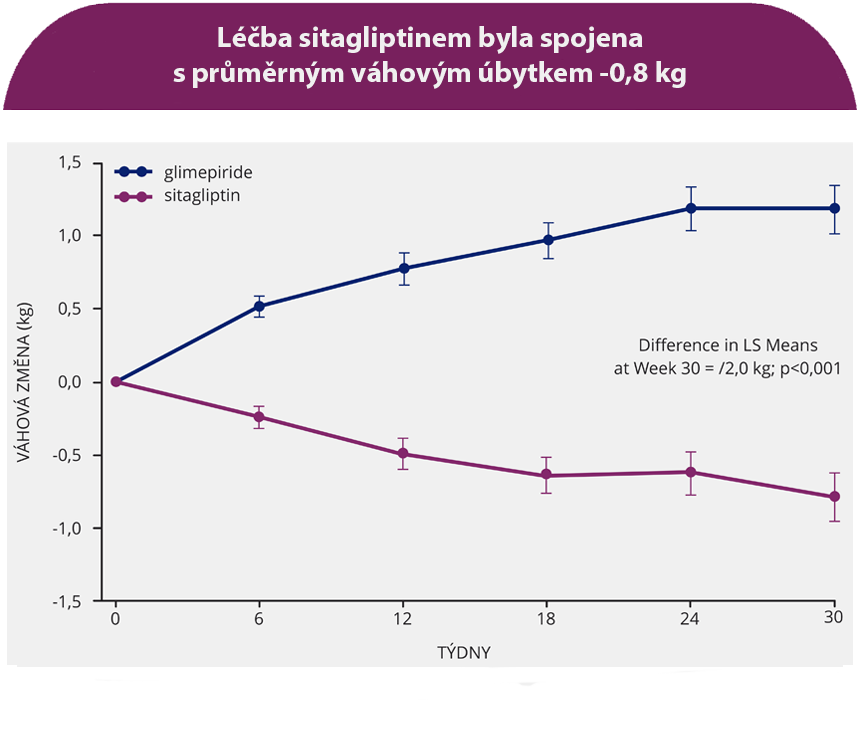 Léčba sitagliptinem byla spojena
s průměrným váhovým úbytkem -0,8 kg
1,5
1,0
0,5
0,0
-0,5
-1,0
-1,5
glimepiride
sitagliptin
VÁHOVÁ ZMĚNA (kg)
Difference in LS Means
at Week 30 = /2,0 kg; p<0,001
0 6 12 18 24 30
TÝDNY